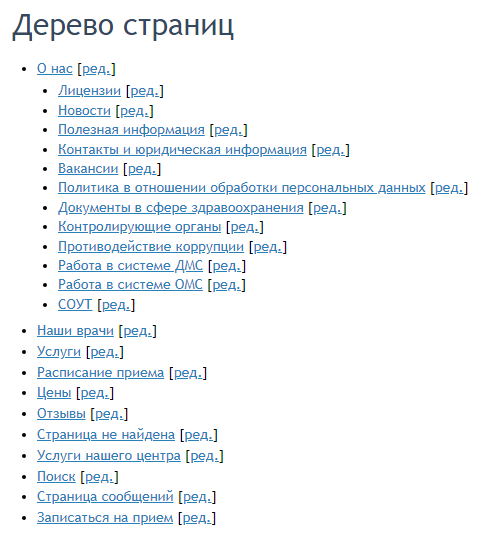 Дерево страниц
О нас [ред.]
Лицензии [ред.]
Новости [ред.]
Полезная информация [ред.]
Контакты и юридическая информация [ред.]
Вакансии [ред.]
Политика в отношении обработки персональных данных [ред.]
Документы в сфере здравоохранения [ред.]
Контролирующие органы [ред.]
Противодействие коррупции [ред.]
Работа в системе ДМС [ред.]
Работа в системе ОМС [ред.]
СОУТ [ред.]
Наши врачи [ред.]
Услуги [ред.]
Расписание приема [ред.]
Цены [ред.]
Отзывы [ред.]
Страница не найдена [ред.]
Услуги нашего центра [ред.]
Поиск [ред.]
Страница сообщений [ред.]
Записаться на прием [ред.]